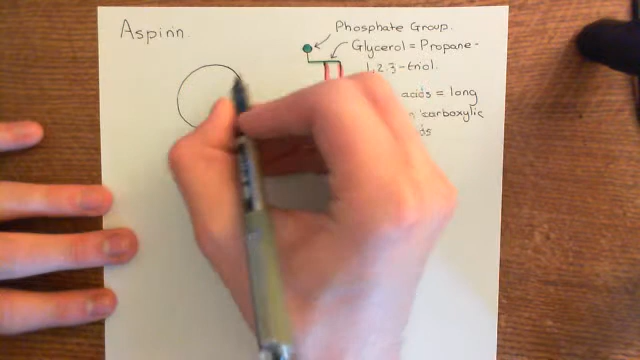 Aspirin.
Phosphate Group.
Glycerol = Propane-
1,2,3-triol.
acids = long
carboxylic